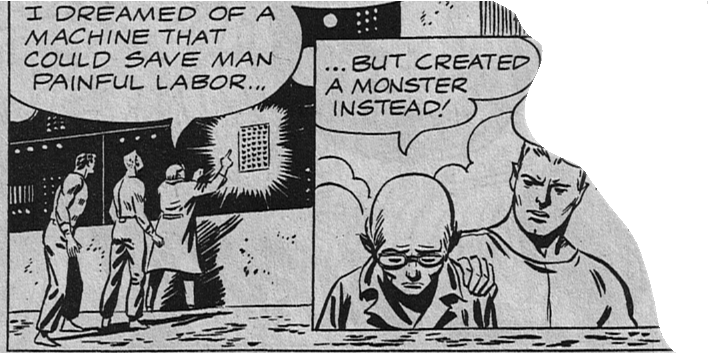 I DREAMED OF A
MACHINE THAT
COULD SAVE MAN
PAINFUL LABOR...
...BUT CREATED
A MONSTER
INSTEAD!